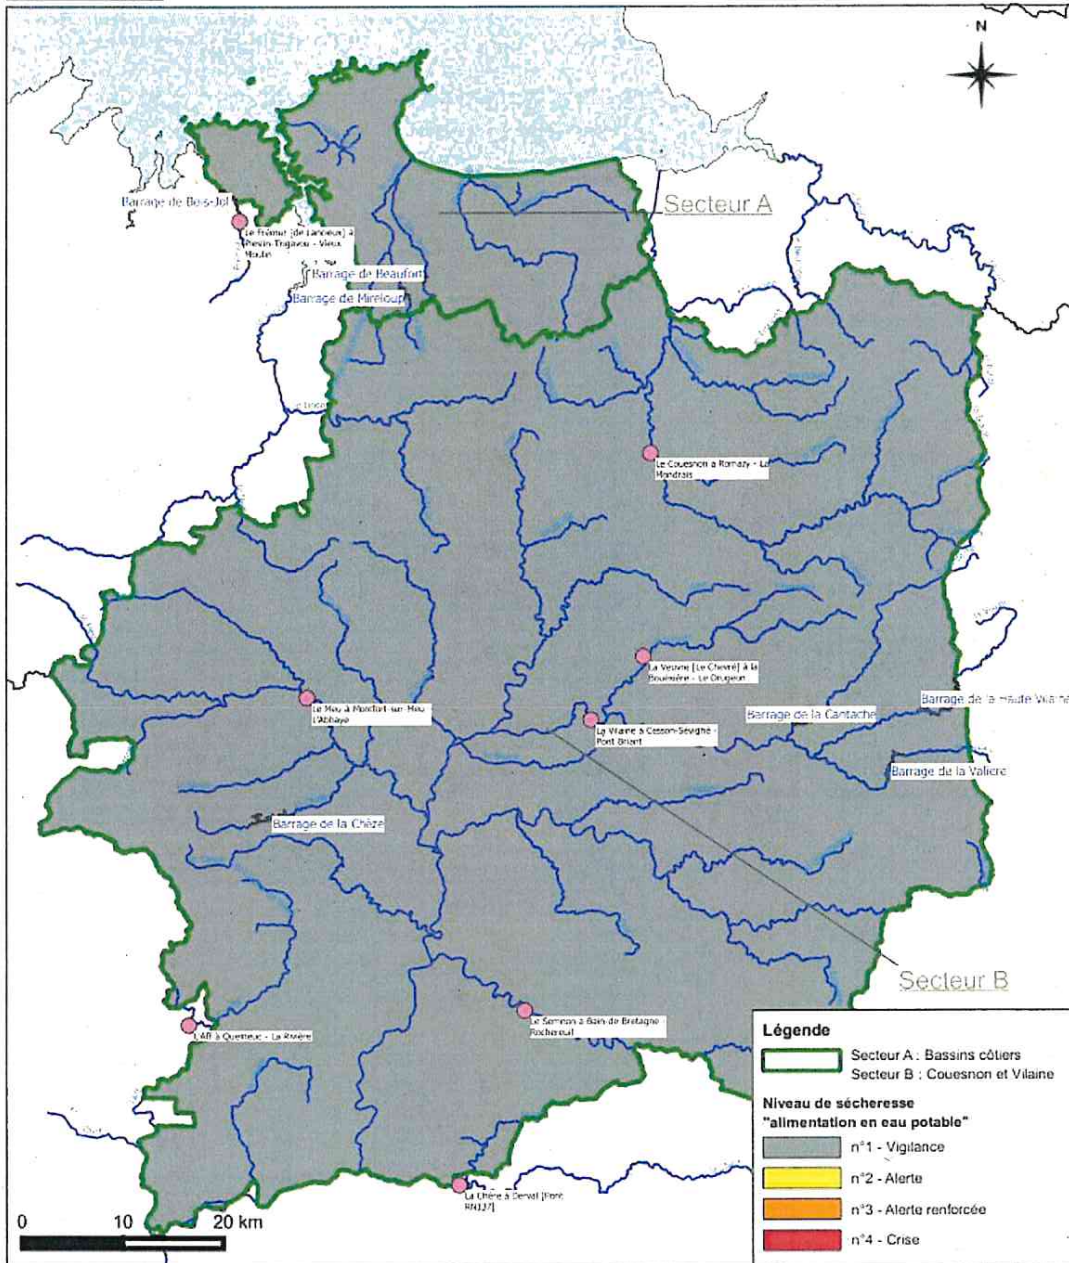 N
Secteur A
Barrage de Bois-Joli
Le Frémur [de Lancieux] à
Pleslin-Trigavou - Vieux
Moulin
Barrage de Beaufort
Barrage de Mireloup
Le Couesnon à Romazy - La
Mondrais
La Veuvre [Le Chevré] à la
Bouëxière - Le Drugeon
Le Meu à Montfort-sur-Meu
L'Abbaye
La Vilaine à Cesson-Sévigné -
Pont Briant
Barrage de la Haute Vilaine
Barrage de la Cantache
Barrage de la Valière
Barrage de la Chèze
Secteur B
Le Semnon à Bain-de-Bretagne
Rochereuil
L'Aff à Quelneuc - La Rivière
La Chère à Derval [Pont
RN137]
0 10 20 km
Légende
Secteur A : Bassins côtiers
Secteur B : Couesnon et Vilaine
Niveau de sécheresse
"alimentation en eau potable"
n°1 - Vigilance
n°2 - Alerte
n°3 - Alerte renforcée
n°4 - Crise